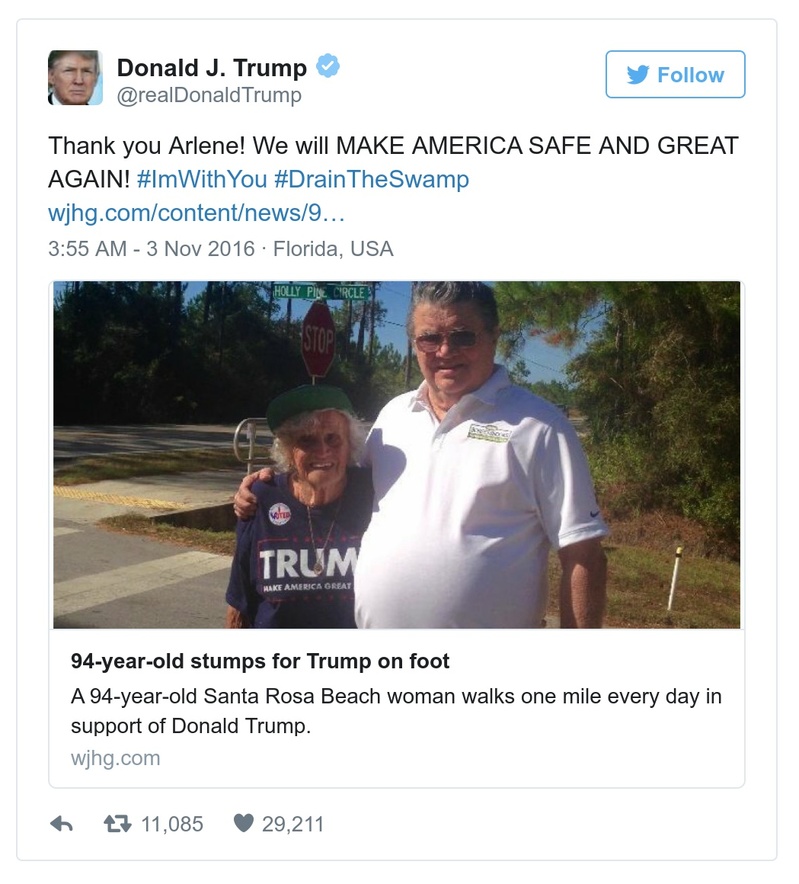 Donald J. Trump
@realDonaldTrump
Follow
Thank you Arlene! We will MAKE AMERICA SAFE AND GREAT
AGAIN! #ImWithYou #DrainTheSwamp
wjhg.com/content/news/9…
3:55 AM - 3 Nov 2016 · Florida, USA
HOLLY PINE CIRCLE
STOP
I VOTED
TRUM
MAKE AMERICA GREAT
94-year-old stumps for Trump on foot
A 94-year-old Santa Rosa Beach woman walks one mile every day in
support of Donald Trump.
wjhg.com
11,085
29,211